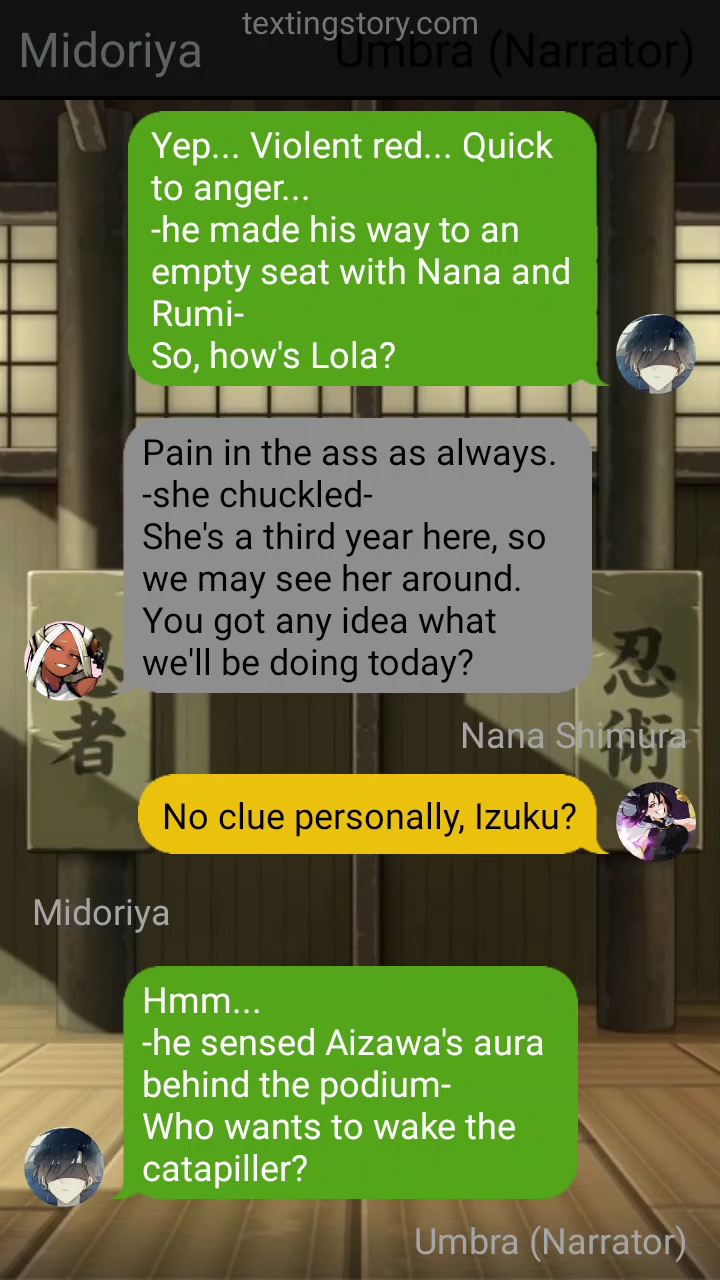 textingstory.com
Midoriya
Umbra (Narrator)
Yep... Violent red... Quick
to anger...
-he made his way to an
empty seat with Nana and
Rumi-
So, how's Lola?
Pain in the ass as always.
-she chuckled-
She's a third year here, so
we may see her around.
You got any idea what
we'll be doing today?
忍者
忍術
Nana Shimura
No clue personally, Izuku?
Midoriya
Hmm...
-he sensed Aizawa's aura
behind the podium-
Who wants to wake the
catapiller?
Umbra (Narrator)